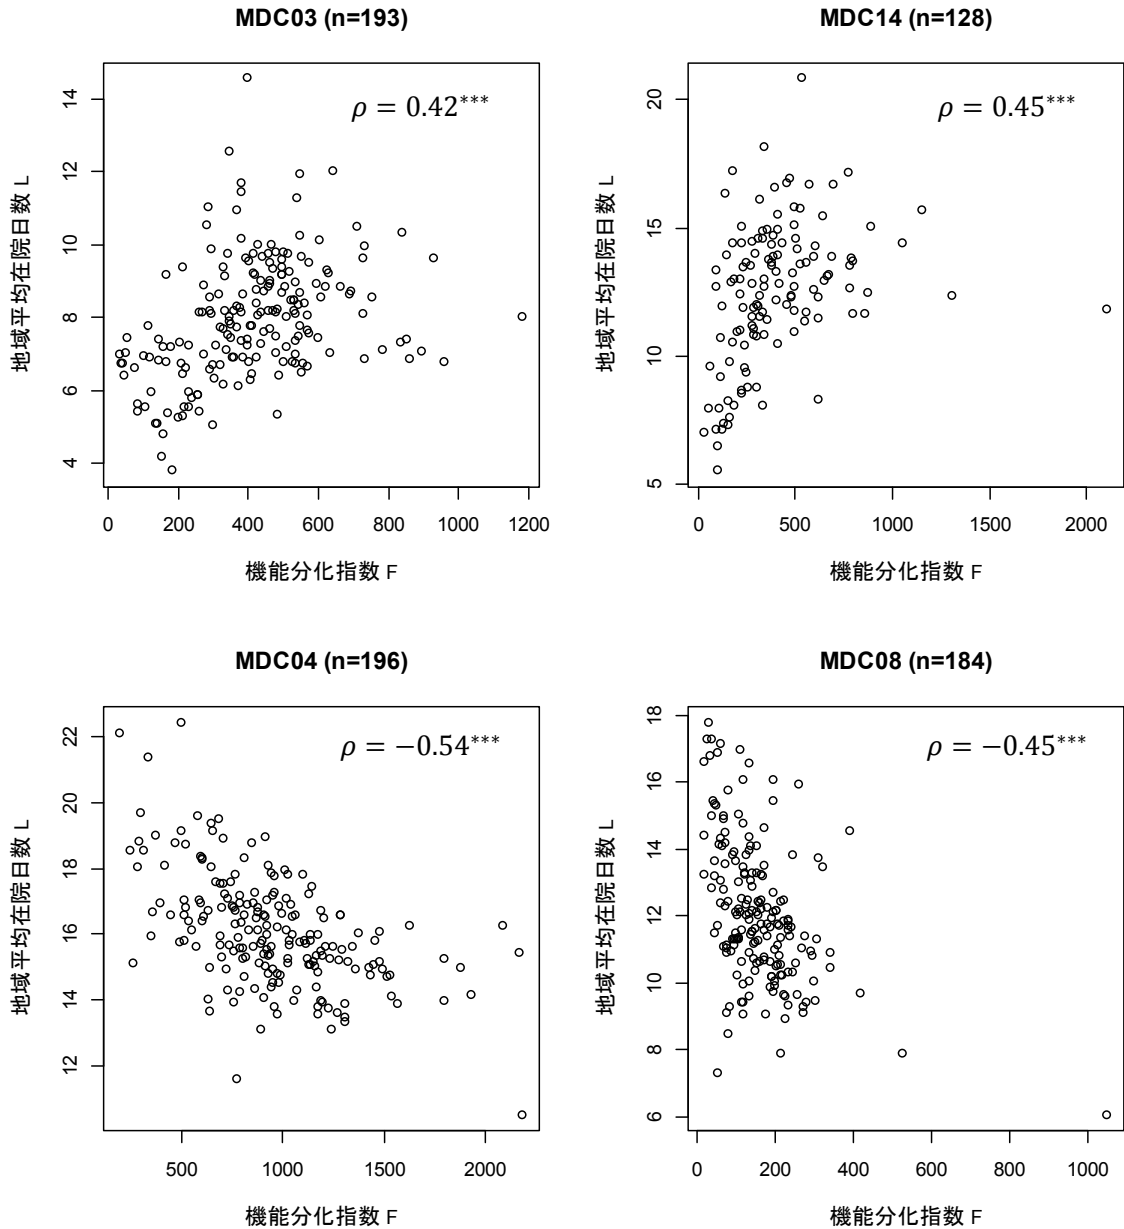 MDC03 (n=193)
ρ = 0.42***
地域平均在院日数 L
14
12
10
8
6
4
0 200 400 600 800 1000 1200
機能分化指数 F
MDC14 (n=128)
ρ = 0.45***
地域平均在院日数 L
20
15
10
5
0 500 1000 1500 2000
機能分化指数 F
MDC04 (n=196)
ρ = −0.54***
地域平均在院日数 L
22
20
18
16
14
12
500 1000 1500 2000
機能分化指数 F
MDC08 (n=184)
ρ = −0.45***
地域平均在院日数 L
18
16
14
12
10
8
6
0 200 400 600 800 1000
機能分化指数 F